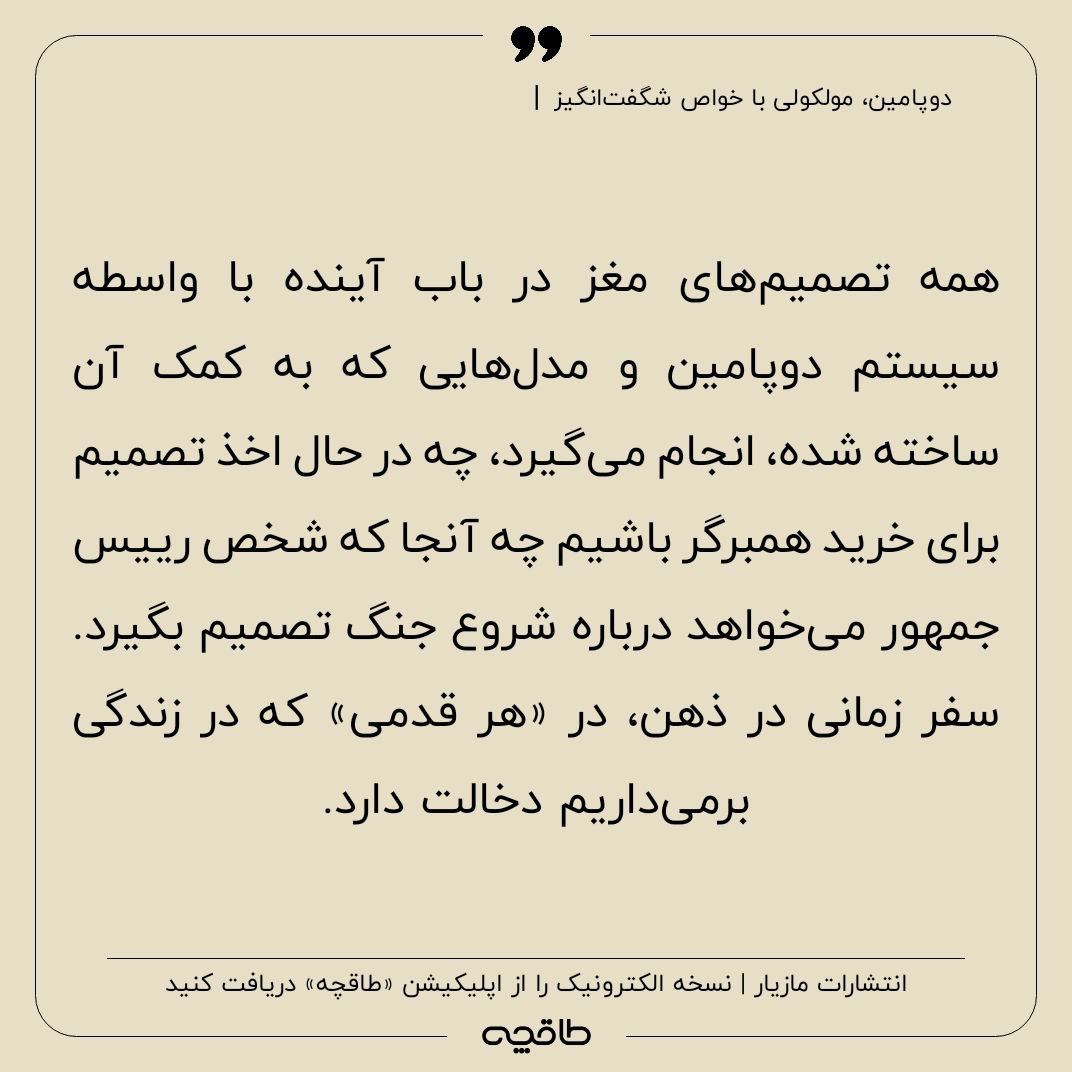 دوپامین، مولکولی با خواص شگفت‌انگیز |
همه تصمیم‌های مغز در باب آینده با واسطه
سیستم دوپامین و مدل‌هایی که به کمک آن
ساخته شده، انجام می‌گیرد، چه در حال اخذ تصمیم
برای خرید همبرگر باشیم چه آنجا که شخص رییس
جمهور می‌خواهد درباره شروع جنگ تصمیم بگیرد.
سفر زمانی در ذهن، در «هر قدمی» که در زندگی
برمی‌داریم دخالت دارد.
انتشارات مازیار | نسخه الکترونیک را از اپلیکیشن «طاقچه» دریافت کنید
طاقچه